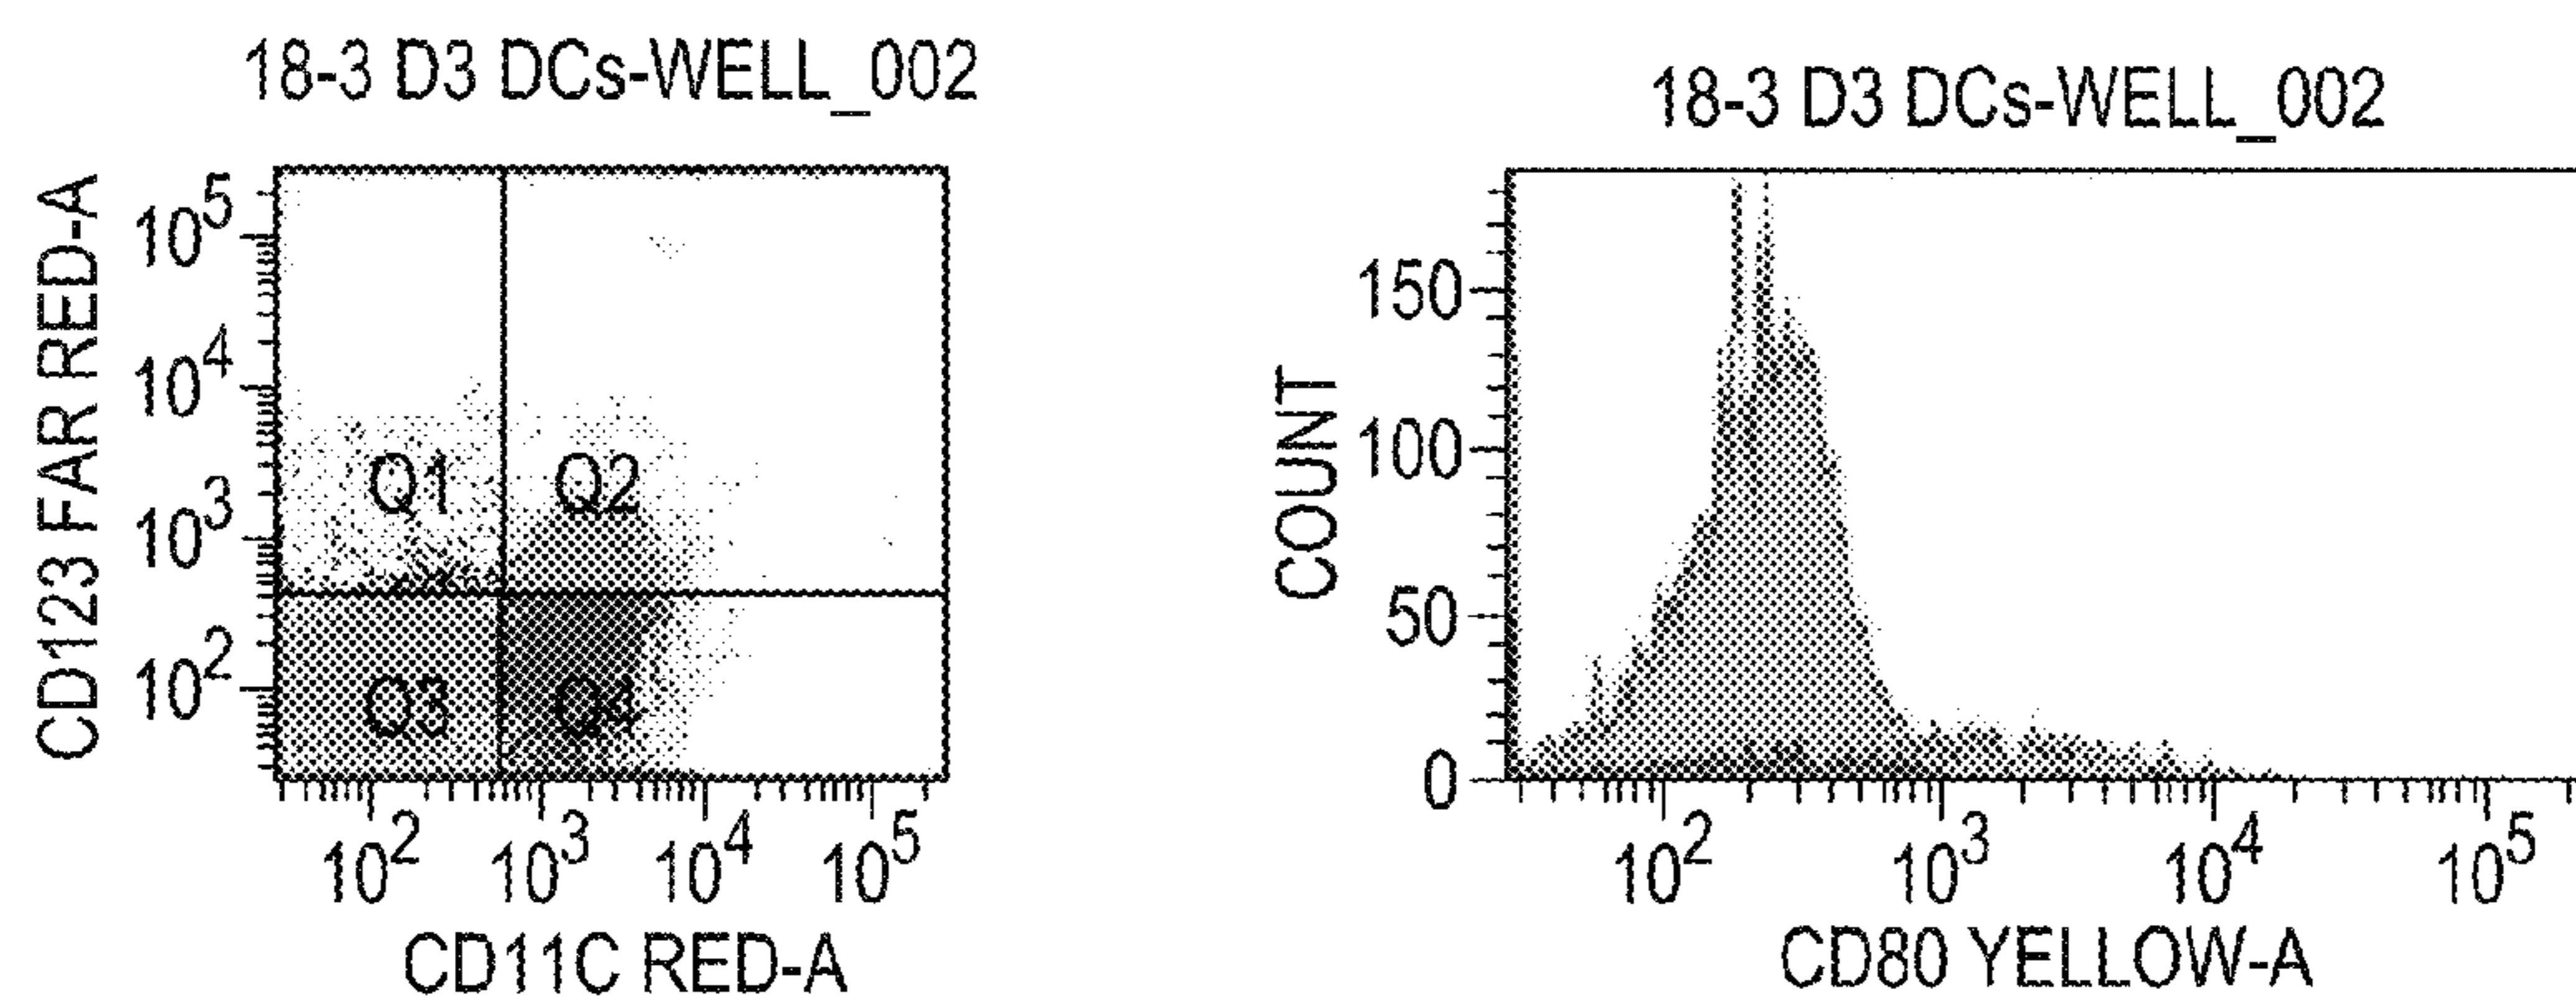 18-3 D3 DCs-WELL_002
CD123 FAR RED-A
10^5
10^4
10^3
10^2
Q1
Q2
Q3
Q4
10^2
10^3
10^4
10^5
CD11C RED-A
18-3 D3 DCs-WELL_002
COUNT
150
100
50
0
10^2
10^3
10^4
10^5
CD80 YELLOW-A